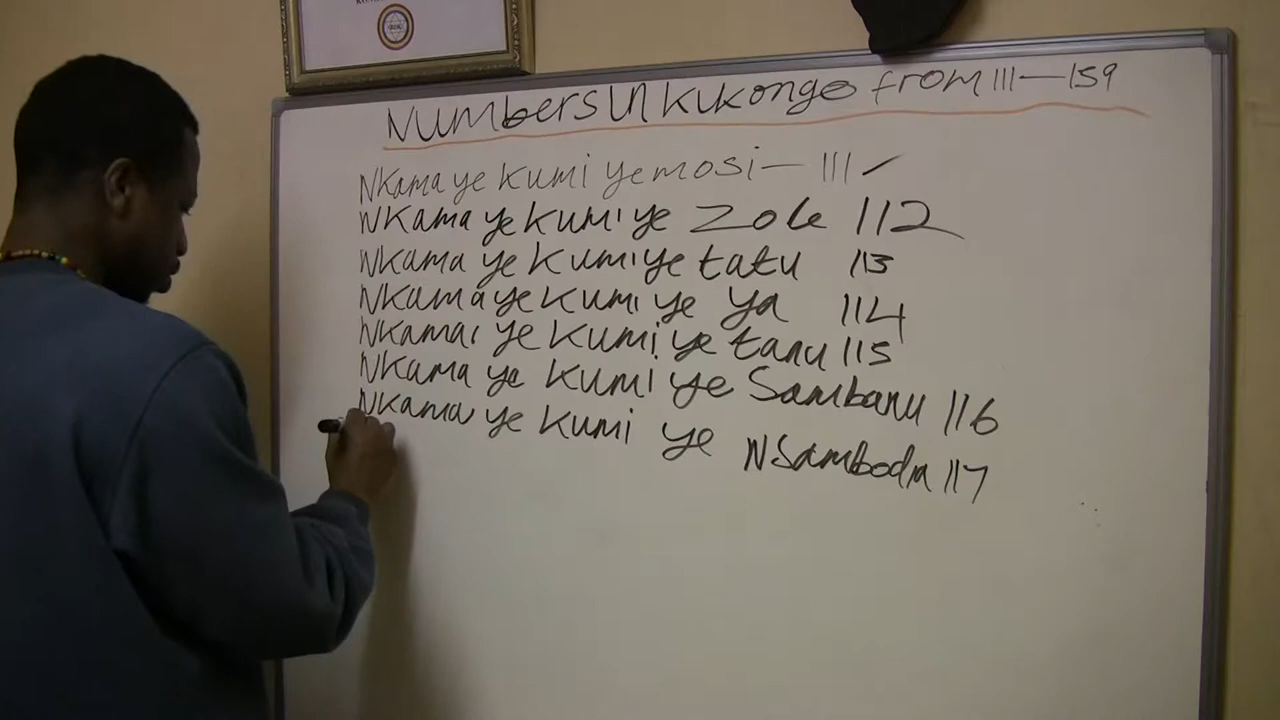 Numbers in kikongo from 111-159
Nkama ye kumi ye mosi - 111
Nkama ye kumi ye zole 112
Nkama ye kumi ye tatu 113
Nkama ye kumi ye ya 114
Nkama ye kumi ye tanu 115
Nkama ye kumi ye Sambanu 116
Nkama ye kumi ye NSambodia 117